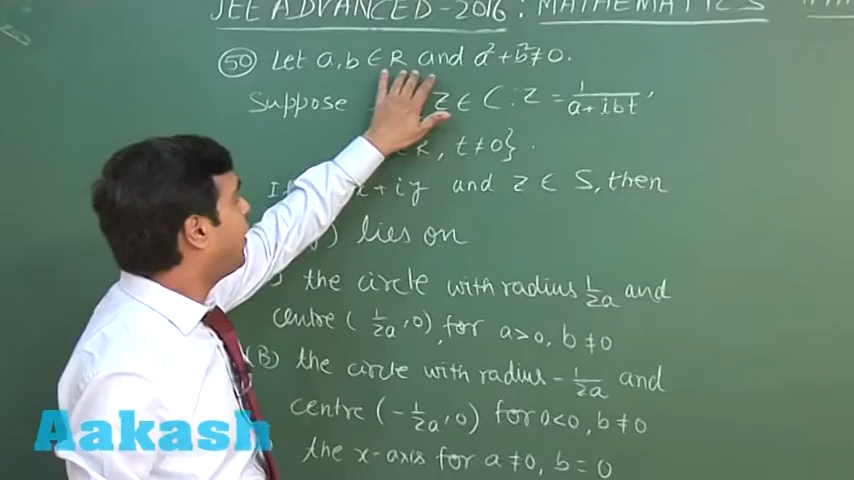 JEE ADVANCED-2016 : MATHEMATICS
50 Let a,b ∈ R and a²+b²≠0.
Suppose z ∈ C : z = 1/(a+ibt),
R, t≠0}.
x+iy and z ∈ S, then
) lies on
) the circle with radius 1/2a and
centre (1/2a, 0), for a>0, b≠0
(B) the circle with radius - 1/2a and
centre (-1/2a, 0) for a<0, b≠0
the x-axis for a≠0, b=0
Aakash